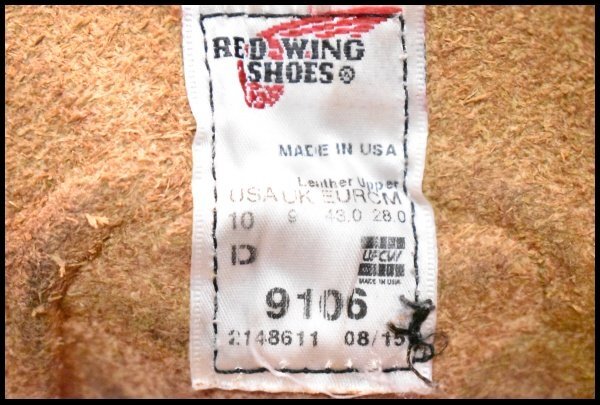 RED WING
SHOES®
MADE IN USA
Leather Upper
USA UK EUR CM
10 9 43.0 28.0
D
UFCW
MADE IN USA
9106
2148611 08/15